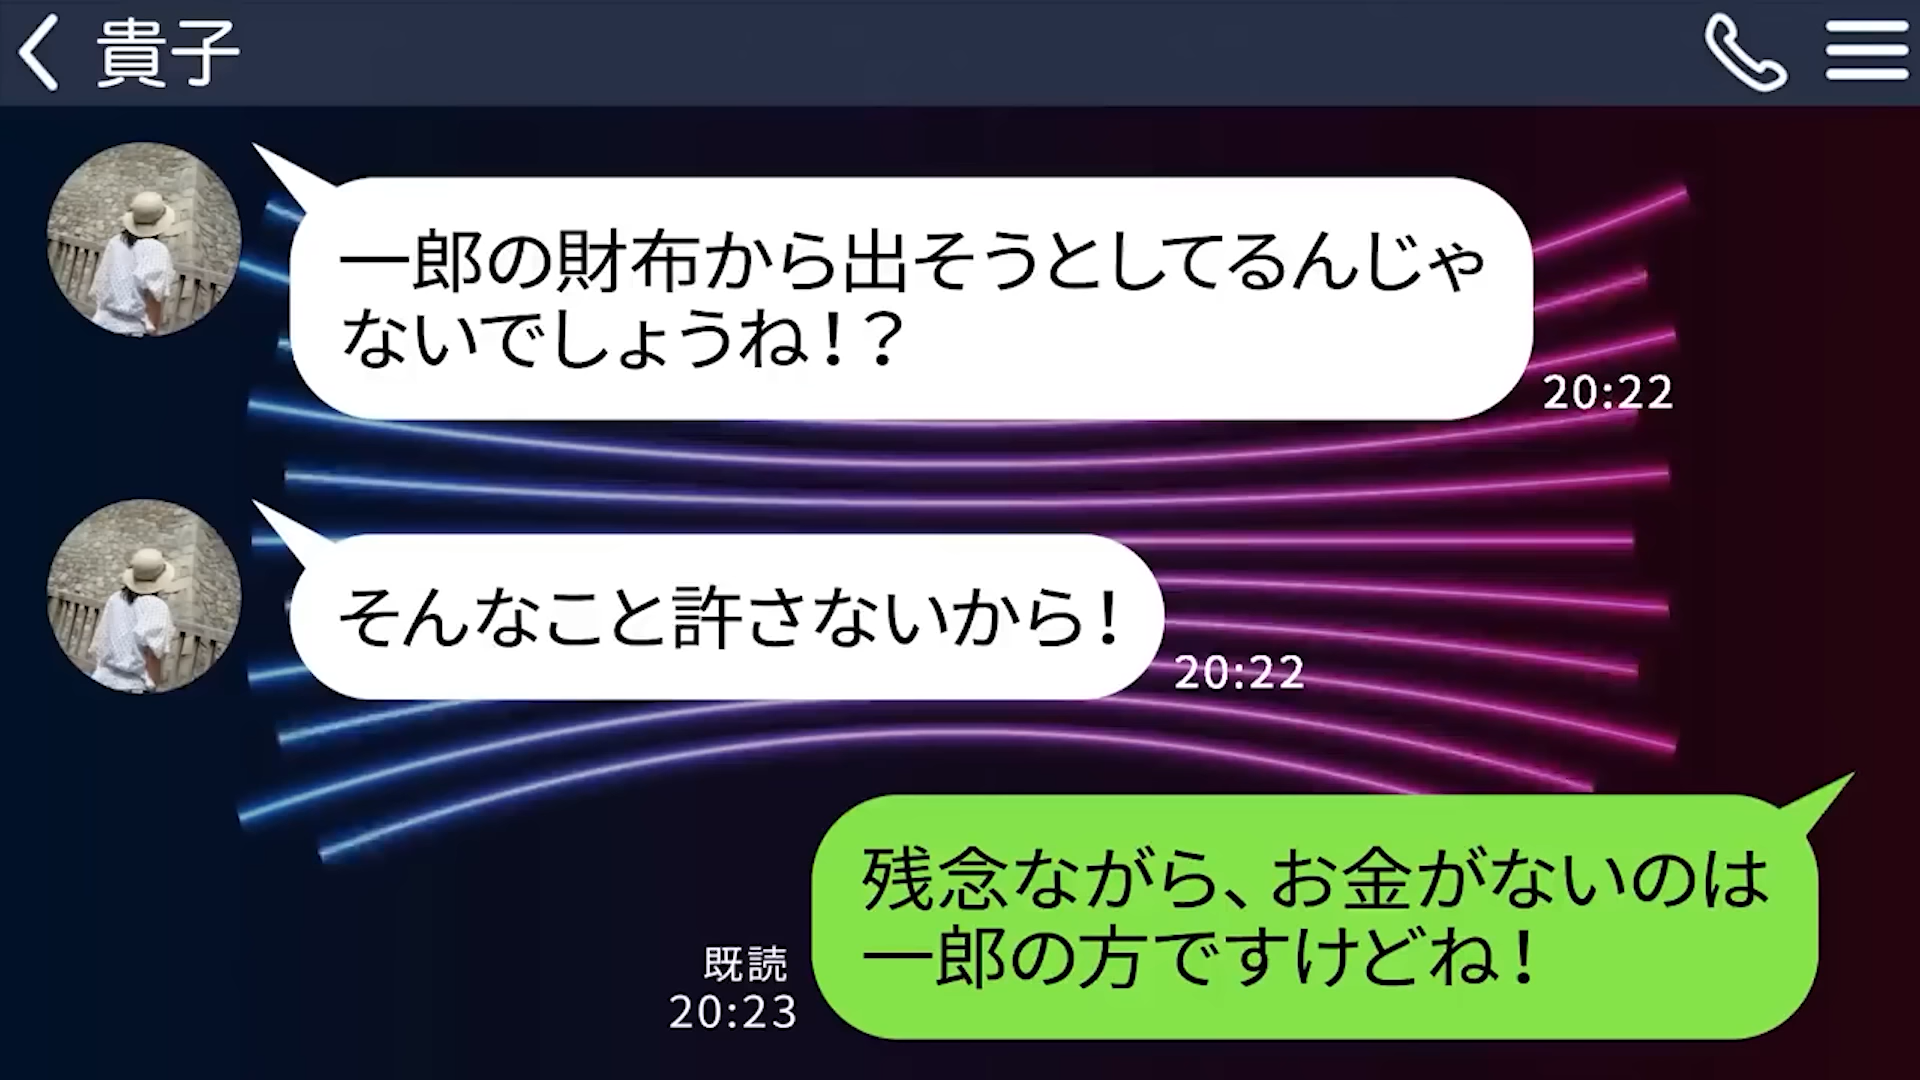 貴子
一郎の財布から出そうとしてるんじゃ
ないでしょうね！？
20:22
そんなこと許さないから！
20:22
残念ながら、お金がないのは
一郎の方ですけどね！
既読
20:23